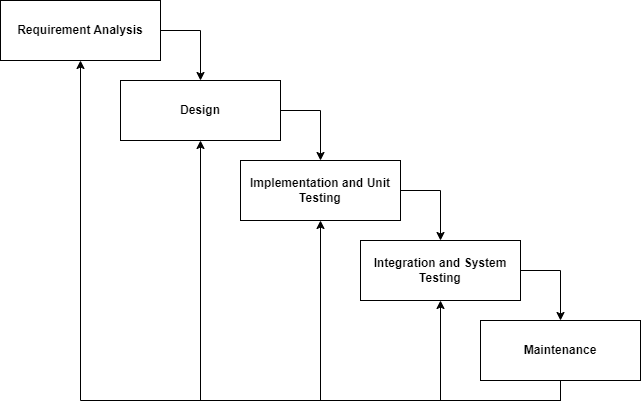 Requirement Analysis
Design
Implementation and Unit
Testing
Integration and System
Testing
Maintenance